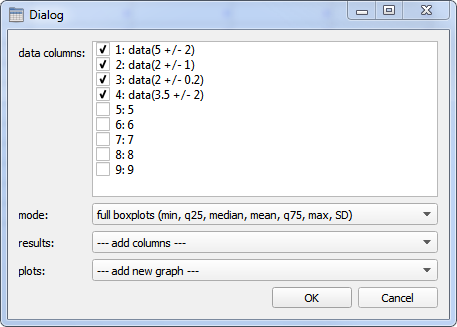 Dialog
data columns:
1: data(5 +/- 2)
2: data(2 +/- 1)
3: data(2 +/- 0.2)
4: data(3.5 +/- 2)
5: 5
6: 6
7: 7
8: 8
9: 9
mode: full boxplots (min, q25, median, mean, q75, max, SD)
results: --- add columns ---
plots: --- add new graph ---
OK Cancel